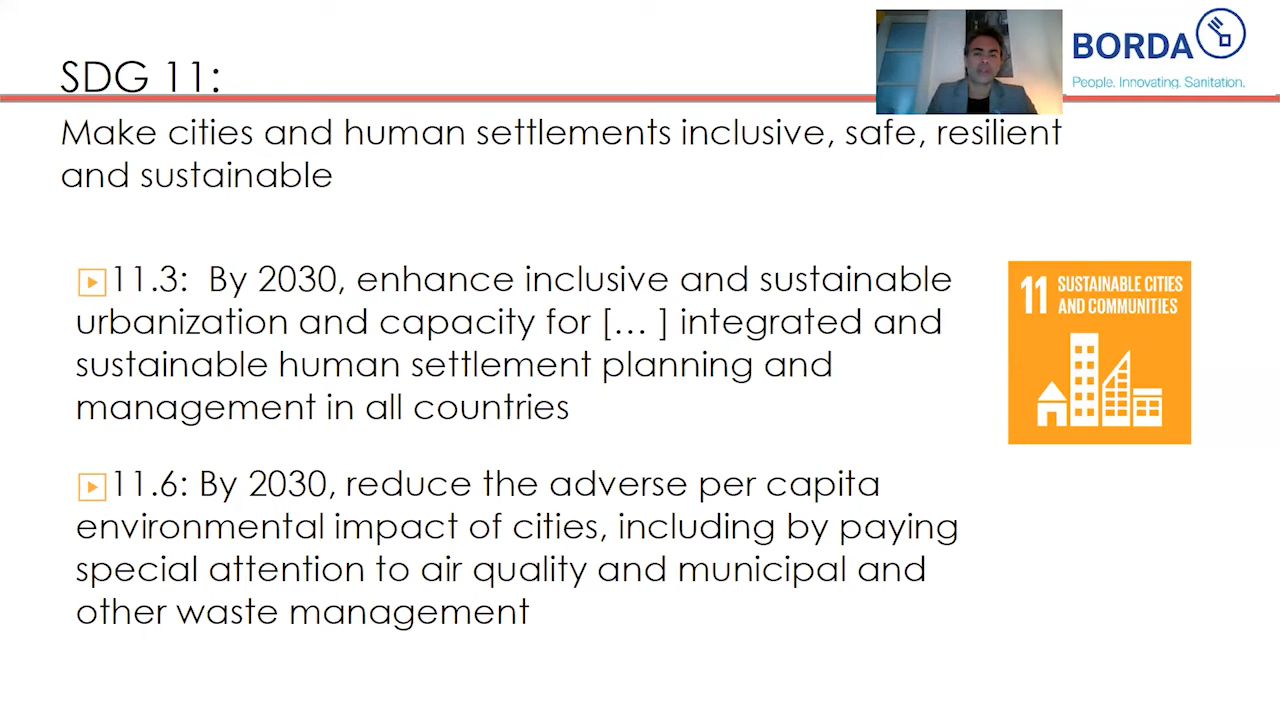 BORDA
People. Innovating. Sanitation.
SDG 11:
Make cities and human settlements inclusive, safe, resilient
and sustainable
11.3: By 2030, enhance inclusive and sustainable
urbanization and capacity for [… ] integrated and
sustainable human settlement planning and
management in all countries
11 SUSTAINABLE CITIES
AND COMMUNITIES
11.6: By 2030, reduce the adverse per capita
environmental impact of cities, including by paying
special attention to air quality and municipal and
other waste management